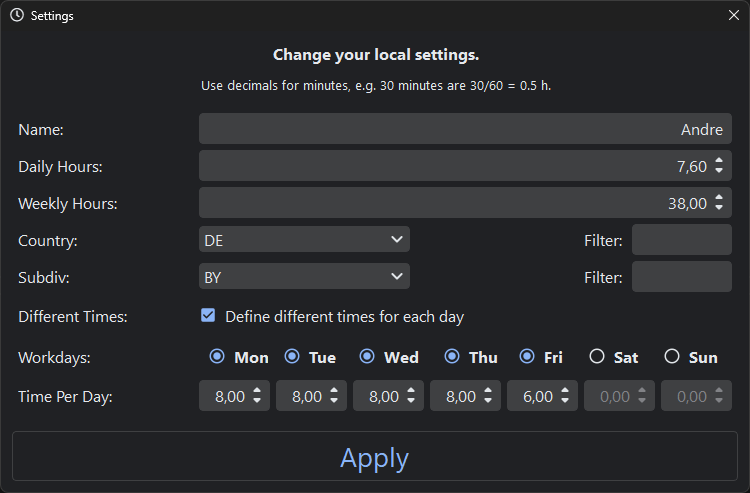 Settings
Change your local settings.
Use decimals for minutes, e.g. 30 minutes are 30/60 = 0.5 h.
Name: Andre
Daily Hours: 7,60
Weekly Hours: 38,00
Country: DE Filter:
Subdiv: BY Filter:
Different Times: Define different times for each day
Workdays: Mon Tue Wed Thu Fri Sat Sun
Time Per Day: 8,00 8,00 8,00 8,00 6,00 0,00 0,00
Apply